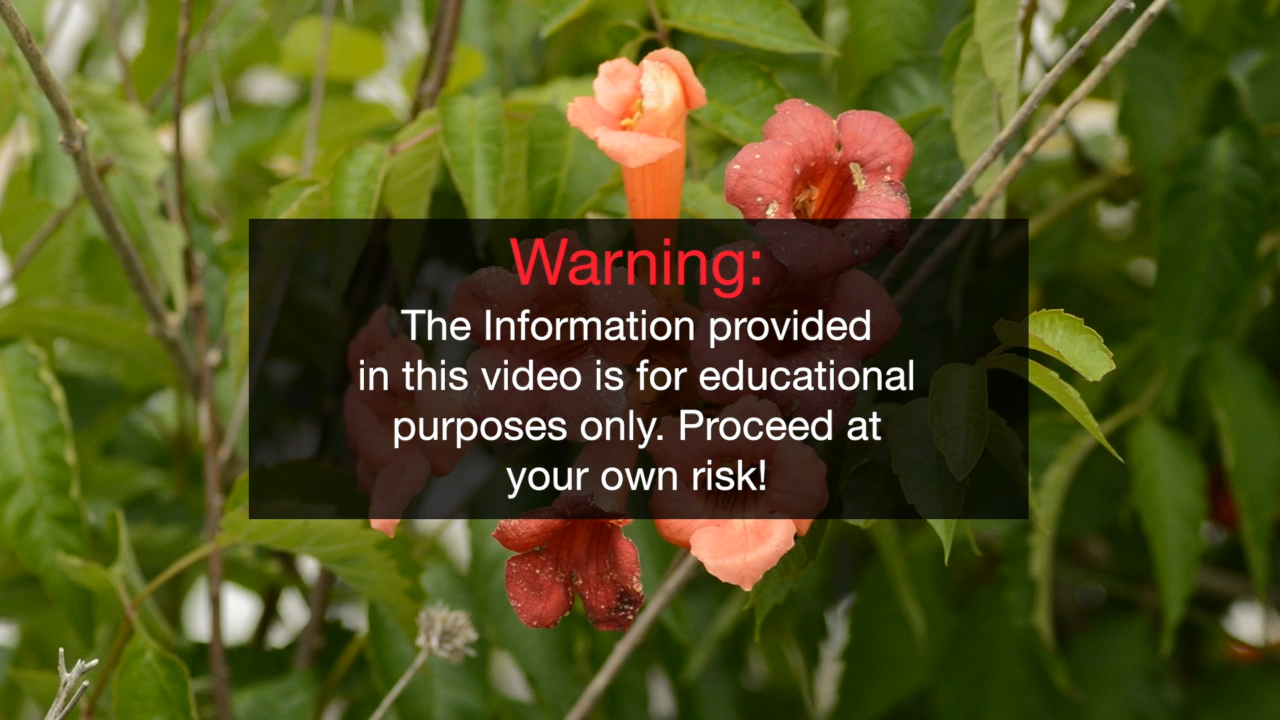 Warning:
The Information provided
in this video is for educational
purposes only. Proceed at
your own risk!